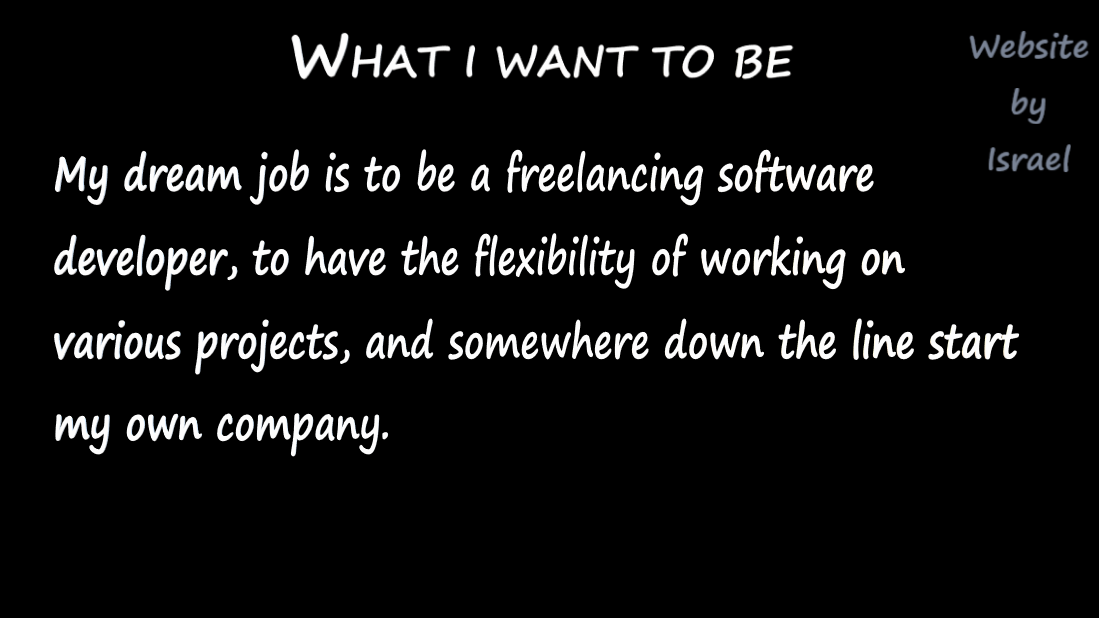 WHAT I WANT TO BE
Website
by
Israel
My dream job is to be a freelancing software
developer, to have the flexibility of working on
various projects, and somewhere down the line start
my own company.